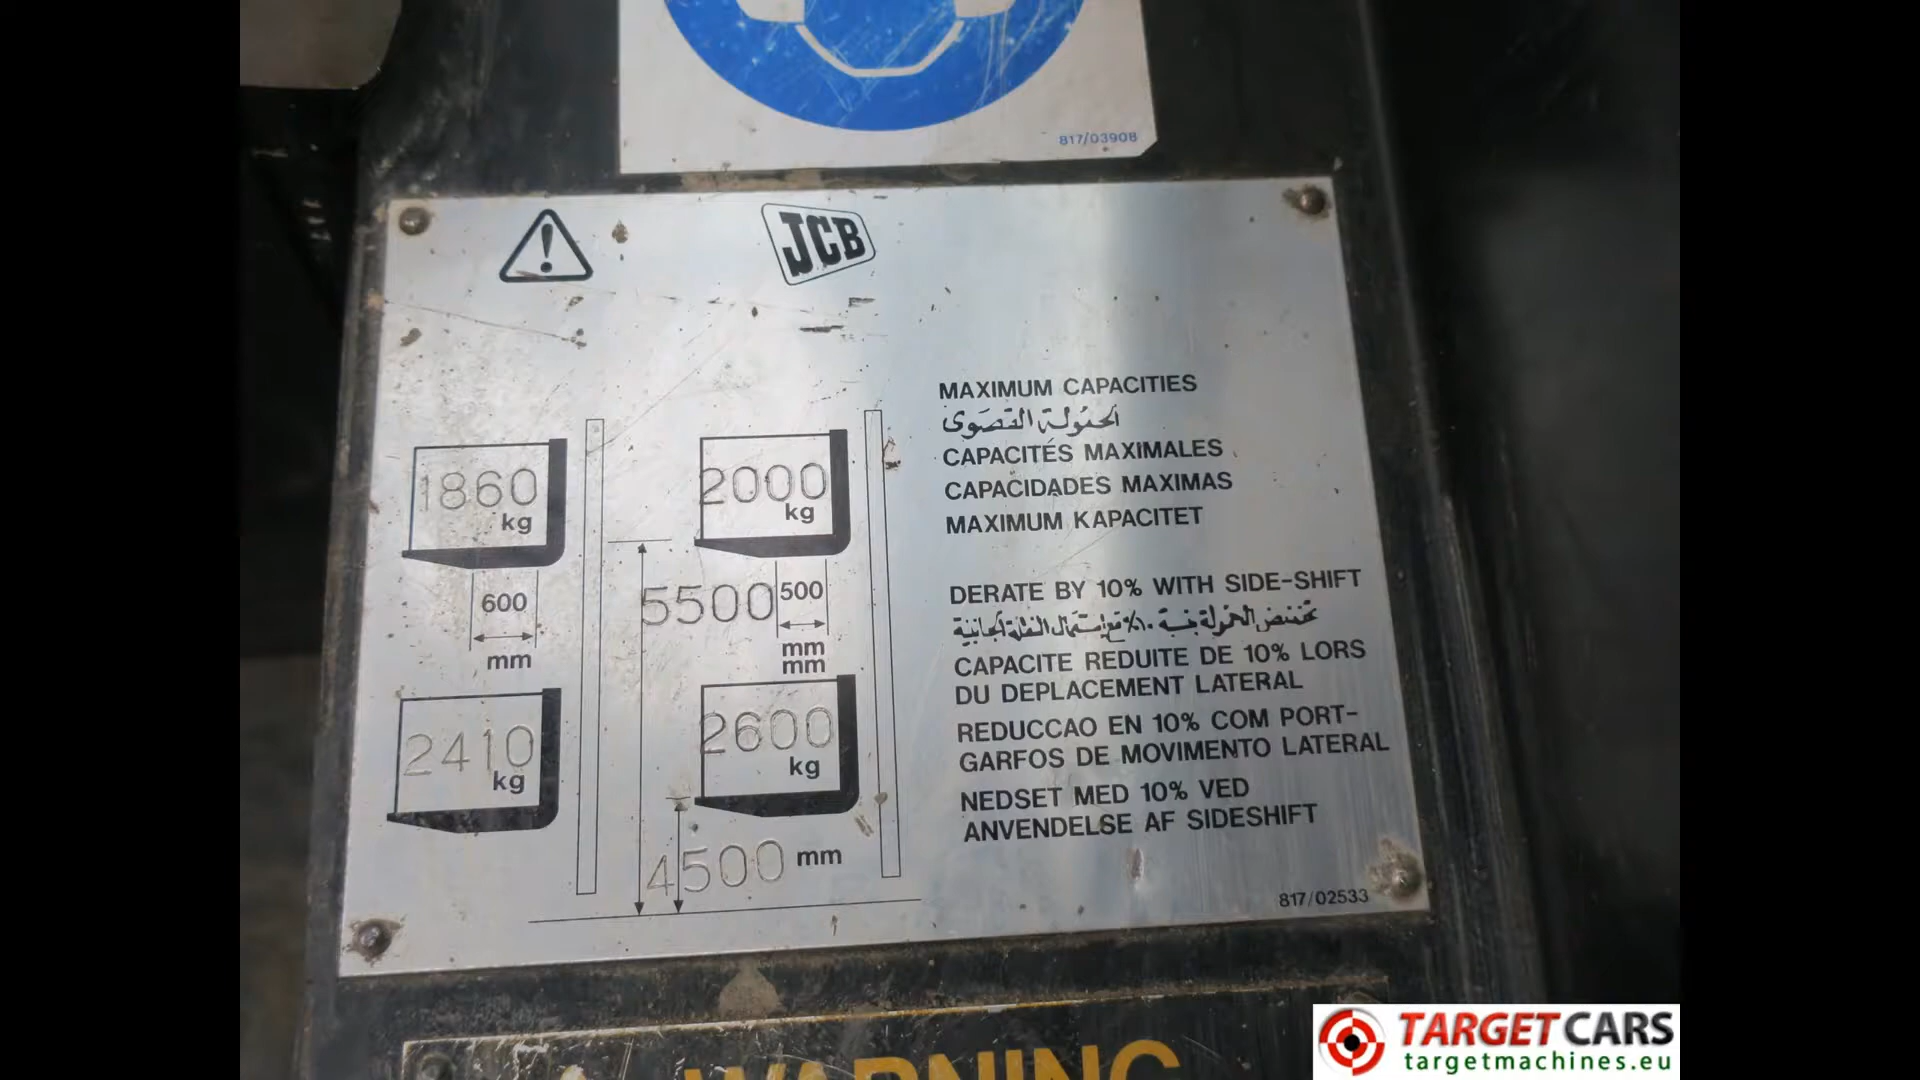 817/03908
JCB
MAXIMUM CAPACITIES
الحمولة القصوى
CAPACITÉS MAXIMALES
CAPACIDADES MAXIMAS
MAXIMUM KAPACITET
1860
kg
2000
kg
600
mm
5500
500
mm
mm
2410
kg
2600
kg
4500 mm
DERATE BY 10% WITH SIDE-SHIFT
CAPACITE REDUITE DE 10% LORS
DU DEPLACEMENT LATERAL
REDUCCAO EN 10% COM PORT-
GARFOS DE MOVIMENTO LATERAL
NEDSET MED 10% VED
ANVENDELSE AF SIDESHIFT
817/02533
WARNING
TARGETCARS
targetmachines.eu